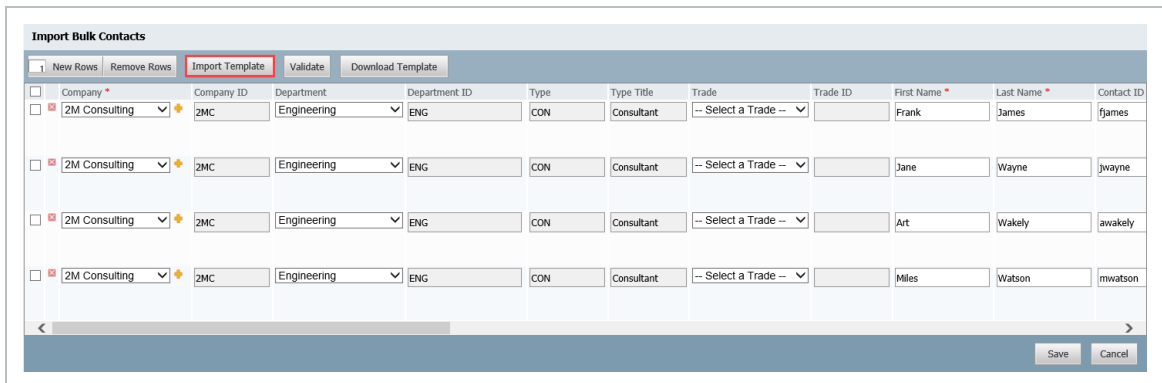 Import Bulk Contacts
1 New Rows Remove Rows Import Template Validate Download Template
Company * Company ID Department Department ID Type Type Title Trade Trade ID First Name * Last Name * Contact ID
2M Consulting 2MC Engineering ENG CON Consultant -- Select a Trade -- Frank James fjames
2M Consulting 2MC Engineering ENG CON Consultant -- Select a Trade -- Jane Wayne jwayne
2M Consulting 2MC Engineering ENG CON Consultant -- Select a Trade -- Art Wakely awakely
2M Consulting 2MC Engineering ENG CON Consultant -- Select a Trade -- Miles Watson mwatson
Save Cancel